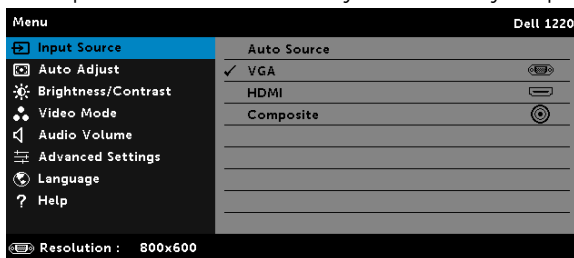 Menu Dell 1220
Input Source Auto Source
Auto Adjust VGA
Brightness/Contrast HDMI
Video Mode Composite
Audio Volume
Advanced Settings
Language
? Help
Resolution : 800x600